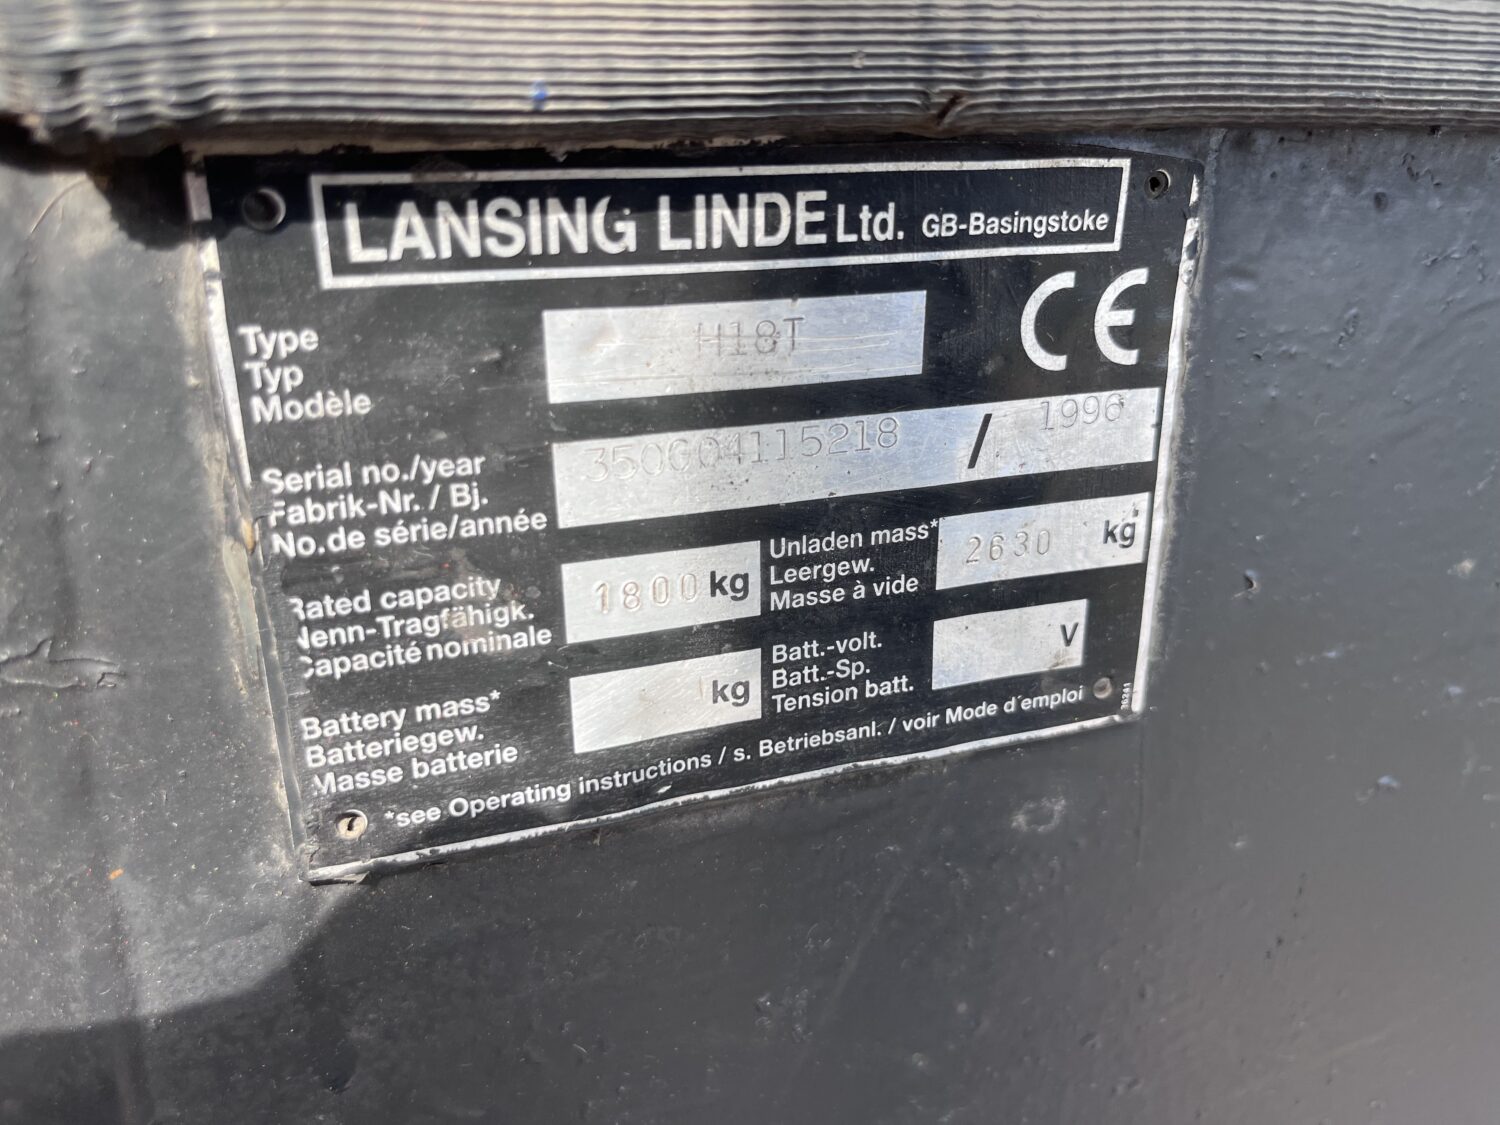 LANSING LINDE Ltd. GB-Basingstoke
CE
Type
Typ
Modèle
H18T
Serial no./year
Fabrik-Nr. / Bj.
No.de série/année
350G04115218 / 1996
Rated capacity
Nenn-Tragfähigk.
Capacité nominale
1800 kg
Unladen mass*
Leergew.
Masse à vide
2630 kg
Battery mass*
Batteriegew.
Masse batterie
kg
Batt.-volt.
Batt.-Sp.
Tension batt.
V
*see Operating instructions / s. Betriebsanl. / voir Mode d´emploi